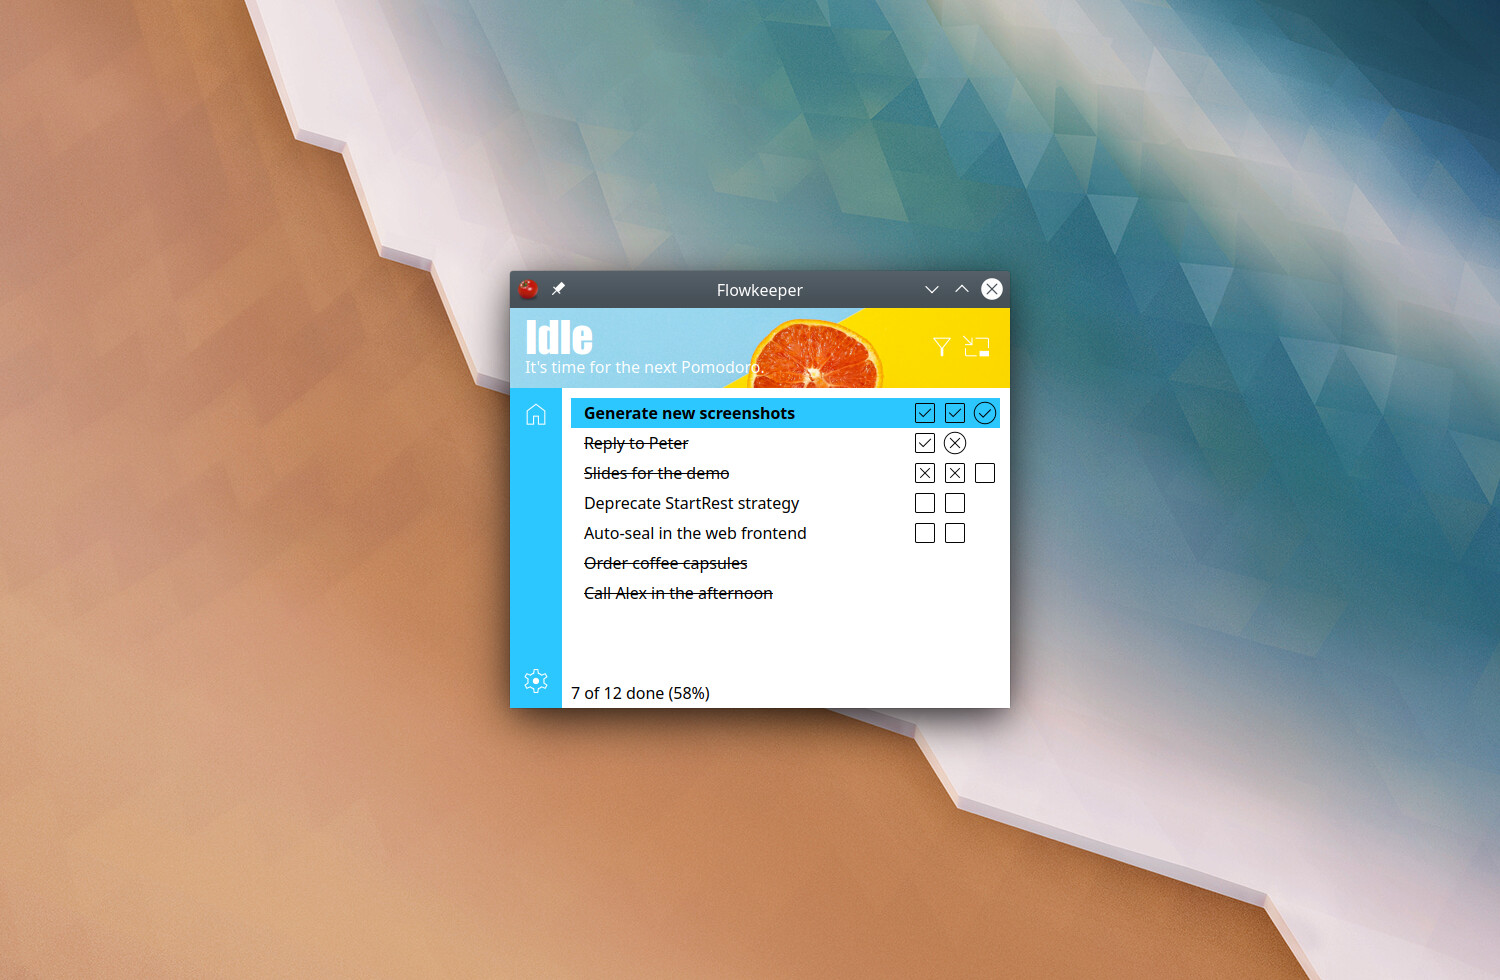 Flowkeeper
Idle
It's time for the next Pomodoro.
Generate new screenshots
Reply to Peter
Slides for the demo
Deprecate StartRest strategy
Auto-seal in the web frontend
Order coffee capsules
Call Alex in the afternoon
7 of 12 done (58%)